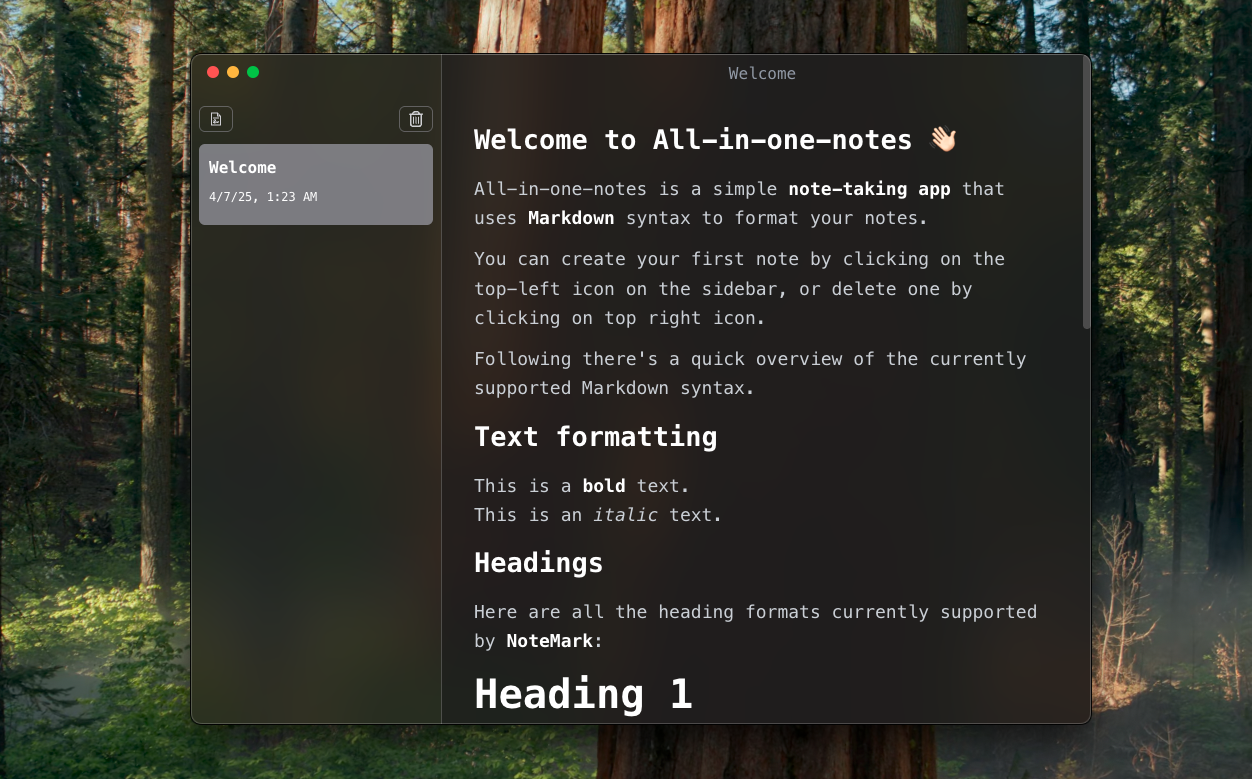 Welcome
Welcome
4/7/25, 1:23 AM
Welcome to All-in-one-notes 👋🏻
All-in-one-notes is a simple note-taking app that
uses Markdown syntax to format your notes.
You can create your first note by clicking on the
top-left icon on the sidebar, or delete one by
clicking on top right icon.
Following there's a quick overview of the currently
supported Markdown syntax.
Text formatting
This is a bold text.
This is an italic text.
Headings
Here are all the heading formats currently supported
by NoteMark:
Heading 1